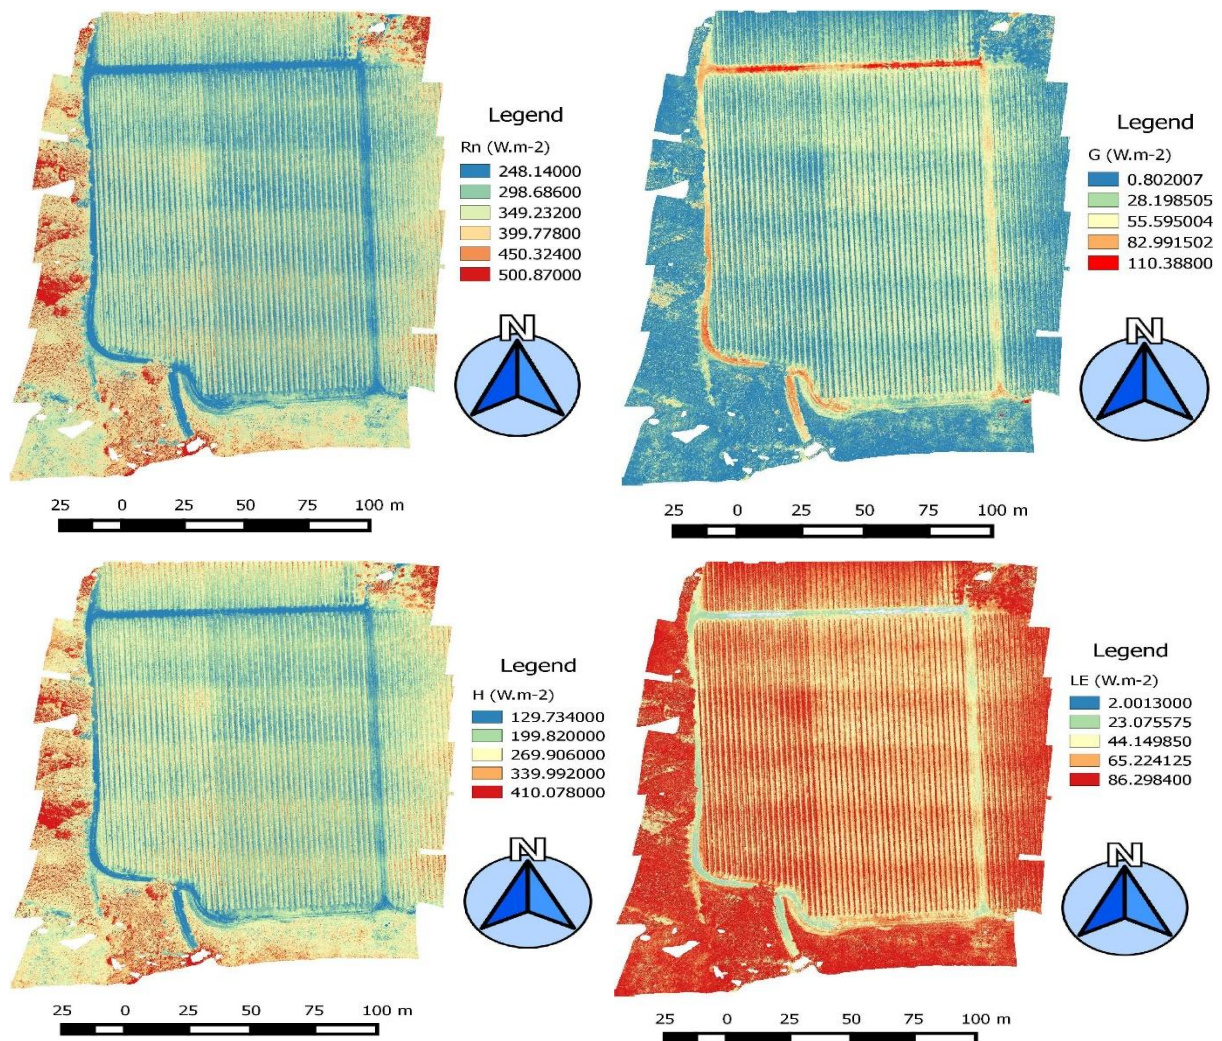 Legend
Rn (W.m-2)
248.14000
298.68600
349.23200
399.77800
450.32400
500.87000
N
25 0 25 50 75 100 m
Legend
G (W.m-2)
0.802007
28.198505
55.595004
82.991502
110.38800
N
25 0 25 50 75 100 m
Legend
H (W.m-2)
129.734000
199.820000
269.906000
339.992000
410.078000
N
25 0 25 50 75 100 m
Legend
LE (W.m-2)
2.0013000
23.075575
44.149850
65.224125
86.298400
N
25 0 25 50 75 100 m